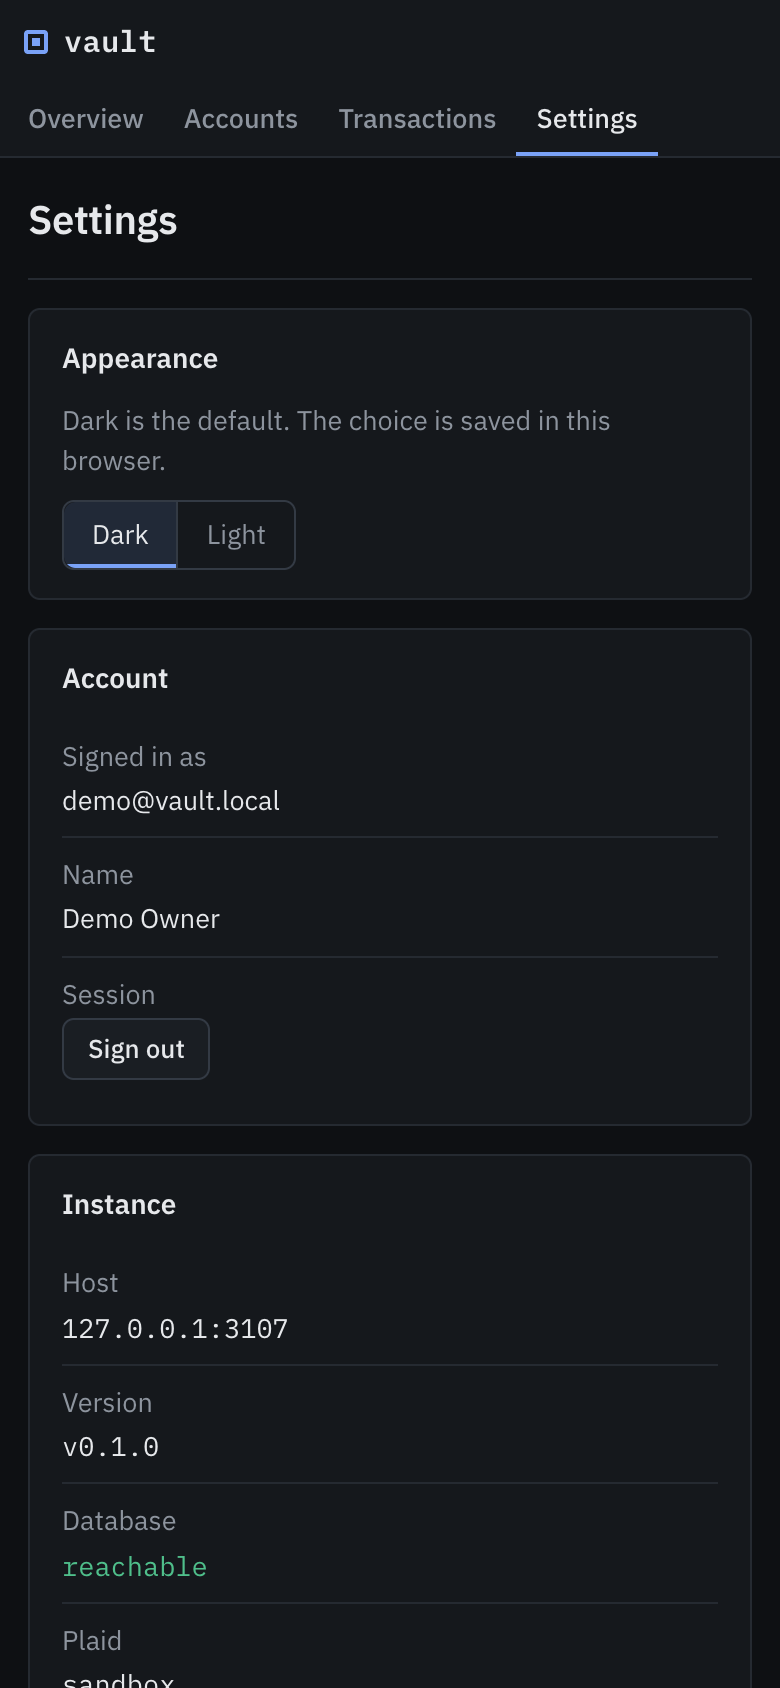 vault
Overview Accounts Transactions Settings
Settings
Appearance
Dark is the default. The choice is saved in this
browser.
Dark Light
Account
Signed in as
demo@vault.local
Name
Demo Owner
Session
Sign out
Instance
Host
127.0.0.1:3107
Version
v0.1.0
Database
reachable
Plaid
sandbox